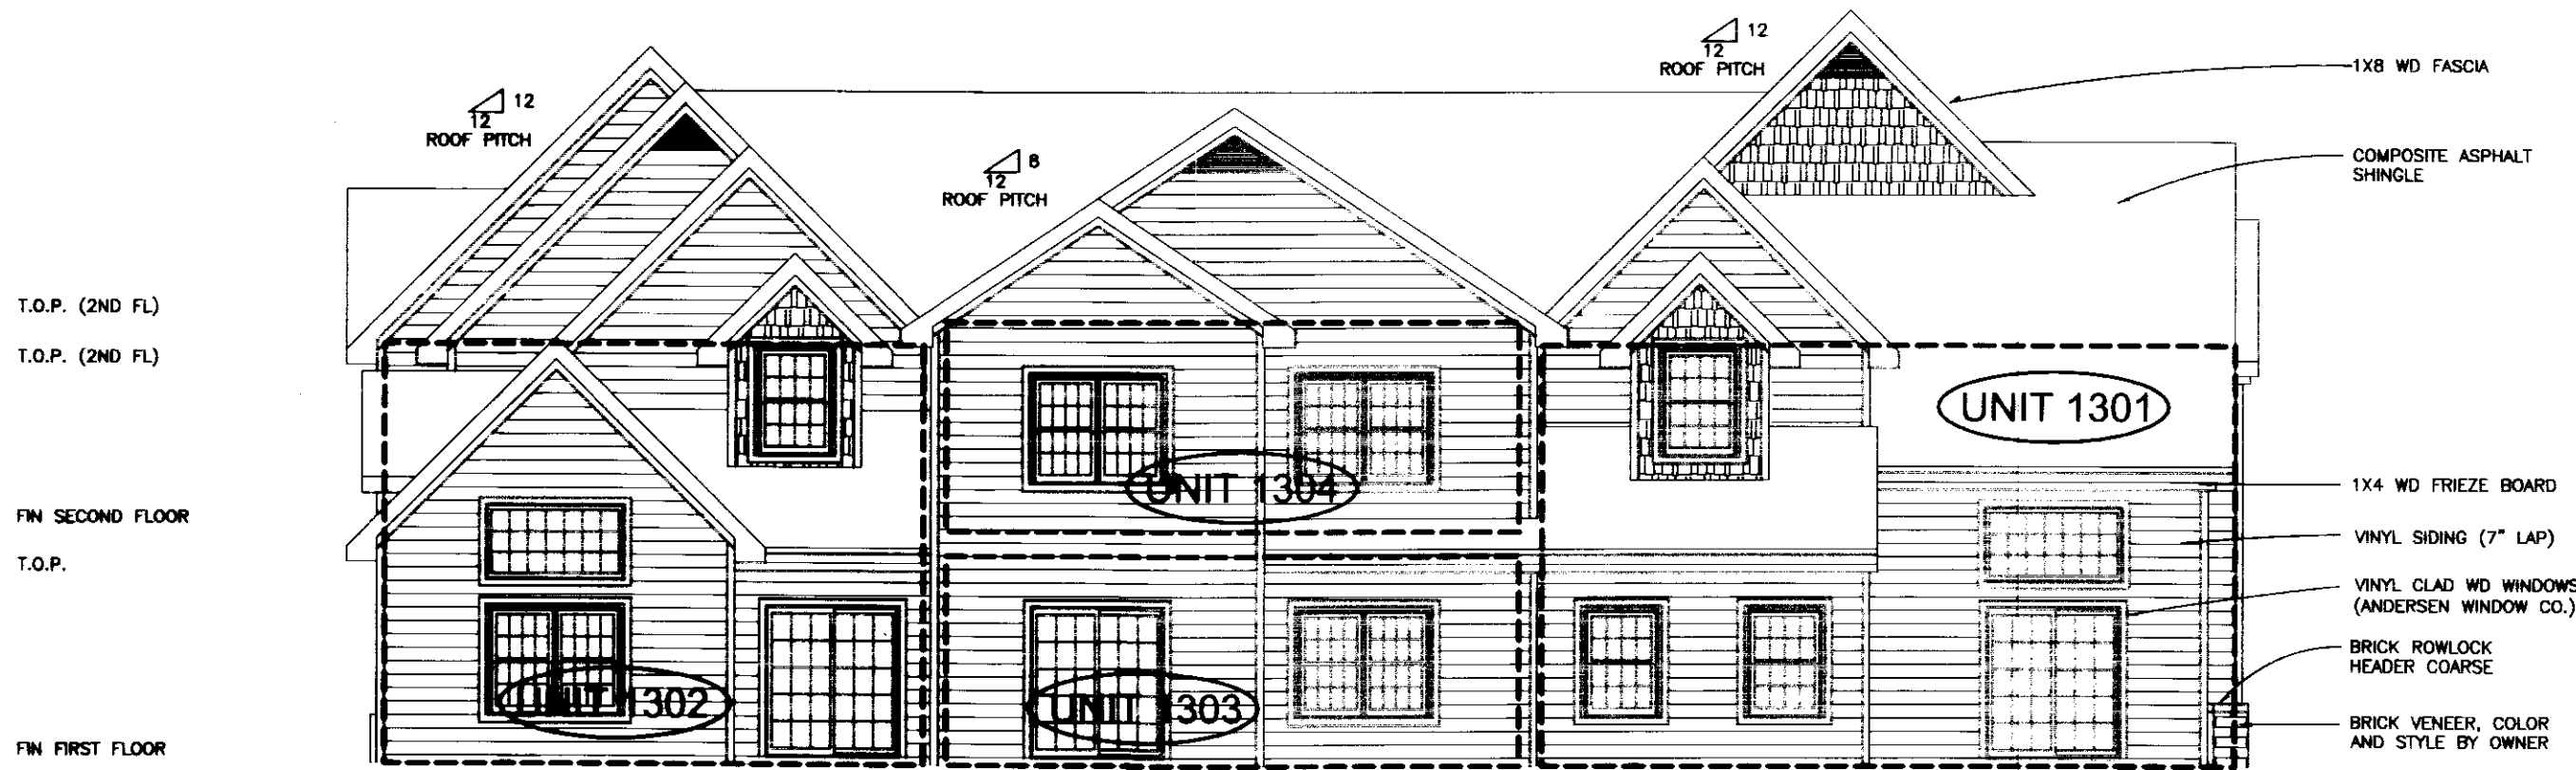 12
12
ROOF PITCH
12
12
ROOF PITCH
8
12
ROOF PITCH
1X8 WD FASCIA
COMPOSITE ASPHALT
SHINGLE
T.O.P. (2ND FL)
T.O.P. (2ND FL)
UNIT 1301
UNIT 1304
1X4 WD FRIEZE BOARD
FIN SECOND FLOOR
VINYL SIDING (7" LAP)
T.O.P.
VINYL CLAD WD WINDOWS
(ANDERSEN WINDOW CO.)
BRICK ROWLOCK
HEADER COARSE
UNIT 1302
UNIT 1303
BRICK VENEER, COLOR
AND STYLE BY OWNER
FIN FIRST FLOOR